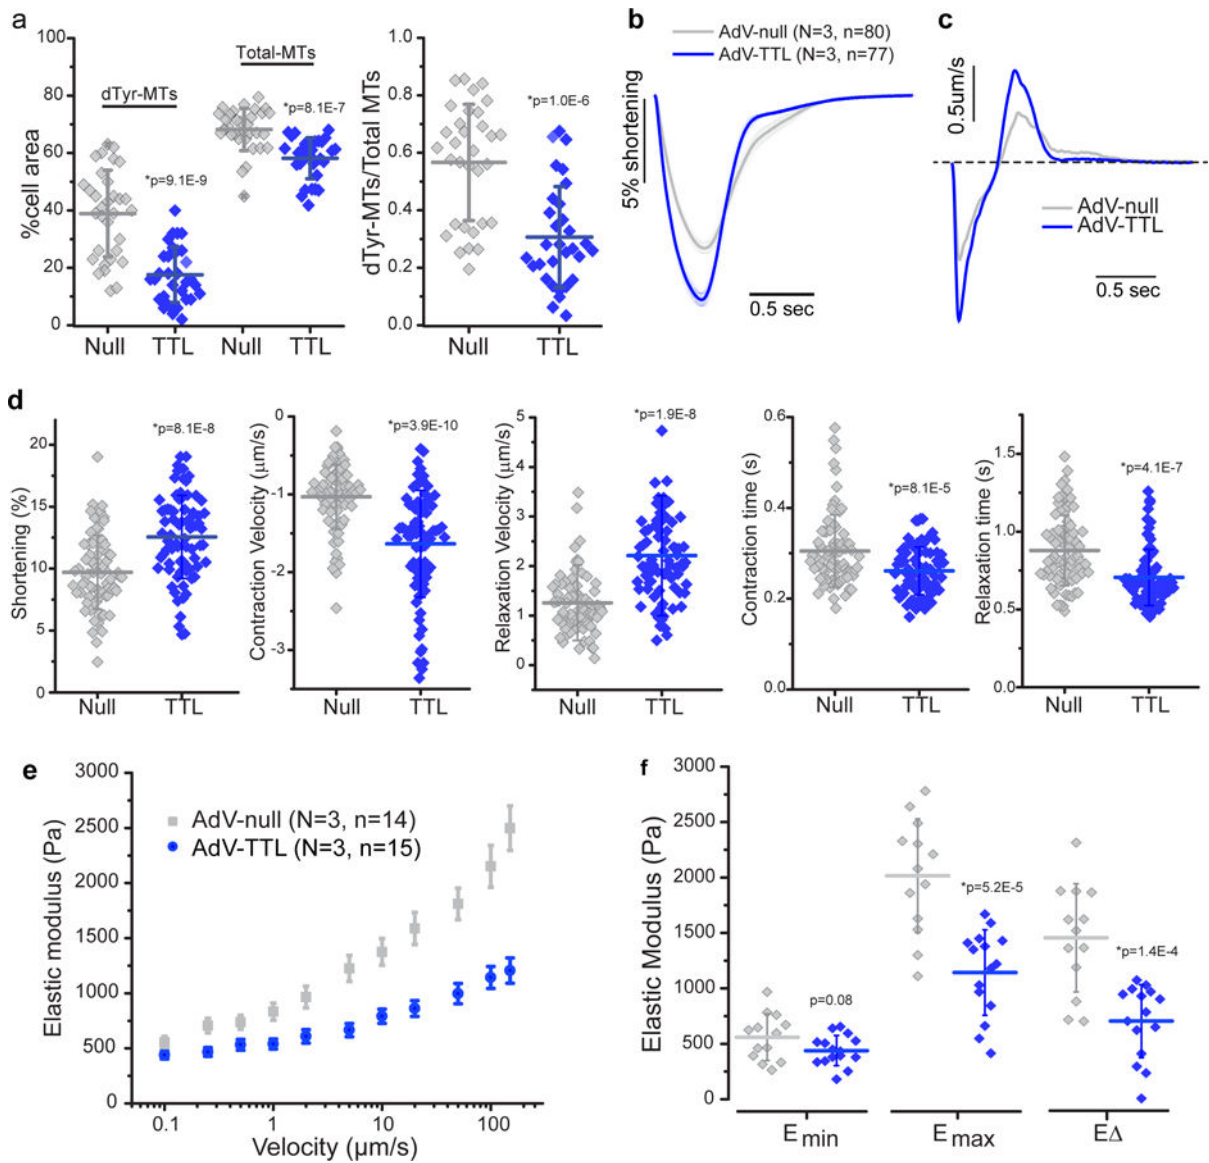 a
%cell area
100
80
60
40
20
0
dTyr-MTs
Total-MTs
*p=9.1E-9
*p=8.1E-7
Null
TTL
Null
TTL
dTyr-MTs/Total MTs
1.0
0.8
0.6
0.4
0.2
0.0
*p=1.0E-6
Null
TTL
b
AdV-null (N=3, n=80)
AdV-TTL (N=3, n=77)
5% shortening
0.5 sec
c
0.5um/s
AdV-null
AdV-TTL
0.5 sec
d
Shortening (%)
20
15
10
5
0
*p=8.1E-8
Null
TTL
Contraction Velocity (µm/s)
0
-1
-2
-3
*p=3.9E-10
Null
TTL
Relaxation Velocity (µm/s)
5
4
3
2
1
0
*p=1.9E-8
Null
TTL
Contraction time (s)
0.6
0.4
0.2
0.0
*p=8.1E-5
Null
TTL
Relaxation time (s)
1.5
1.0
0.5
0.0
*p=4.1E-7
Null
TTL
e
Elastic modulus (Pa)
3000
2500
2000
1500
1000
500
0
AdV-null (N=3, n=14)
AdV-TTL (N=3, n=15)
0.1
1
10
100
Velocity (µm/s)
f
Elastic Modulus (Pa)
3000
2500
2000
1500
1000
500
0
p=0.08
*p=5.2E-5
*p=1.4E-4
Emin
Emax
EΔ